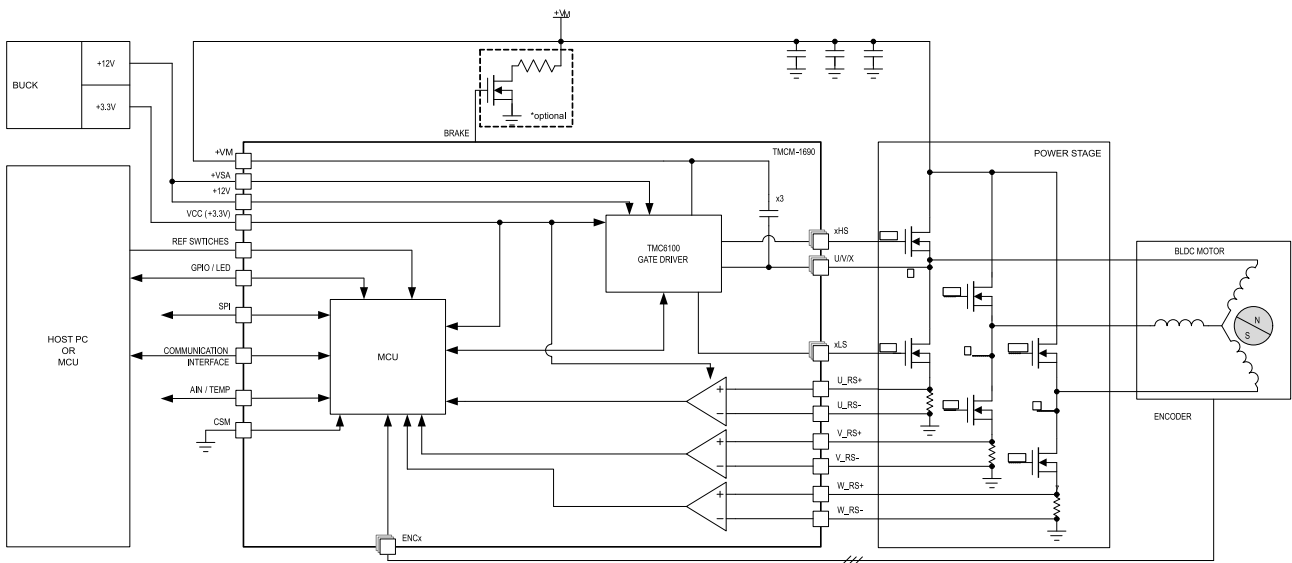 +VM
BUCK
+12V
+3.3V
*optional
BRAKE
TMCM-1690
POWER STAGE
+VM
+VSA
+12V
VCC (+3.3V)
REF SWTICHES
GPIO / LED
SPI
COMMUNICATION
INTERFACE
AIN / TEMP
CSM
HOST PC
OR
MCU
MCU
TMC6100
GATE DRIVER
x3
xHS
U/V/X
xLS
U_RS+
U_RS-
V_RS+
V_RS-
W_RS+
W_RS-
+
−
+
−
+
−
BLDC MOTOR
N
S
ENCODER
ENCx